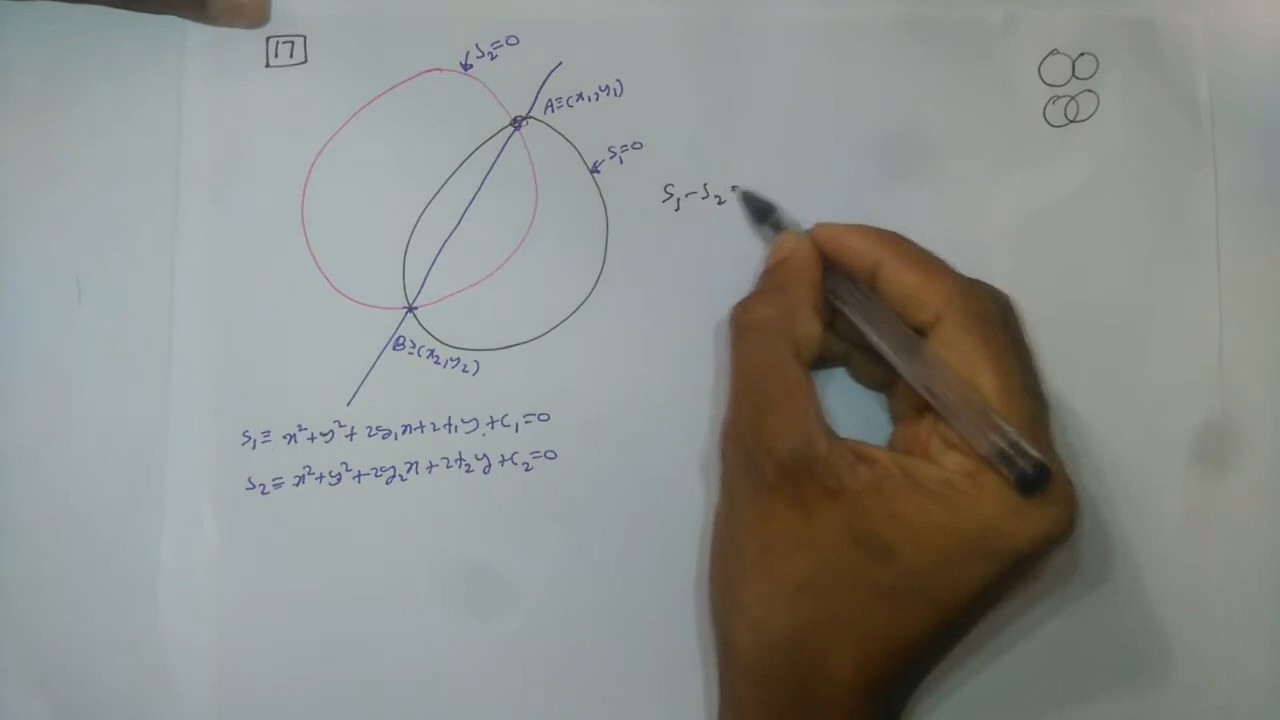 17
S₂=0
A≡(x₁,y₁)
S₁=0
S₁-S₂=
B≡(x₂,y₂)
S₁≡ x²+y²+2g₁x+2f₁y+c₁=0
S₂≡ x²+y²+2g₂x+2f₂y+c₂=0